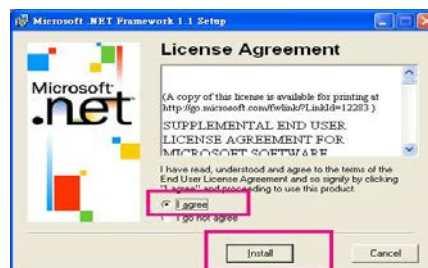 Microsoft .NET Framework 1.1 Setup
License Agreement
Microsoft
.net
(A copy of this license is available for printing at
http://go.microsoft.com/fwlink/?LinkId=12283 )
SUPPLEMENTAL END USER
LICENSE AGREEMENT FOR
MICROSOFT SOFTWARE
I have read, understood and agree to the terms of the
End User License Agreement and so signify by clicking
"I agree" and proceeding to use this product.
I agree
I do not agree
Install
Cancel